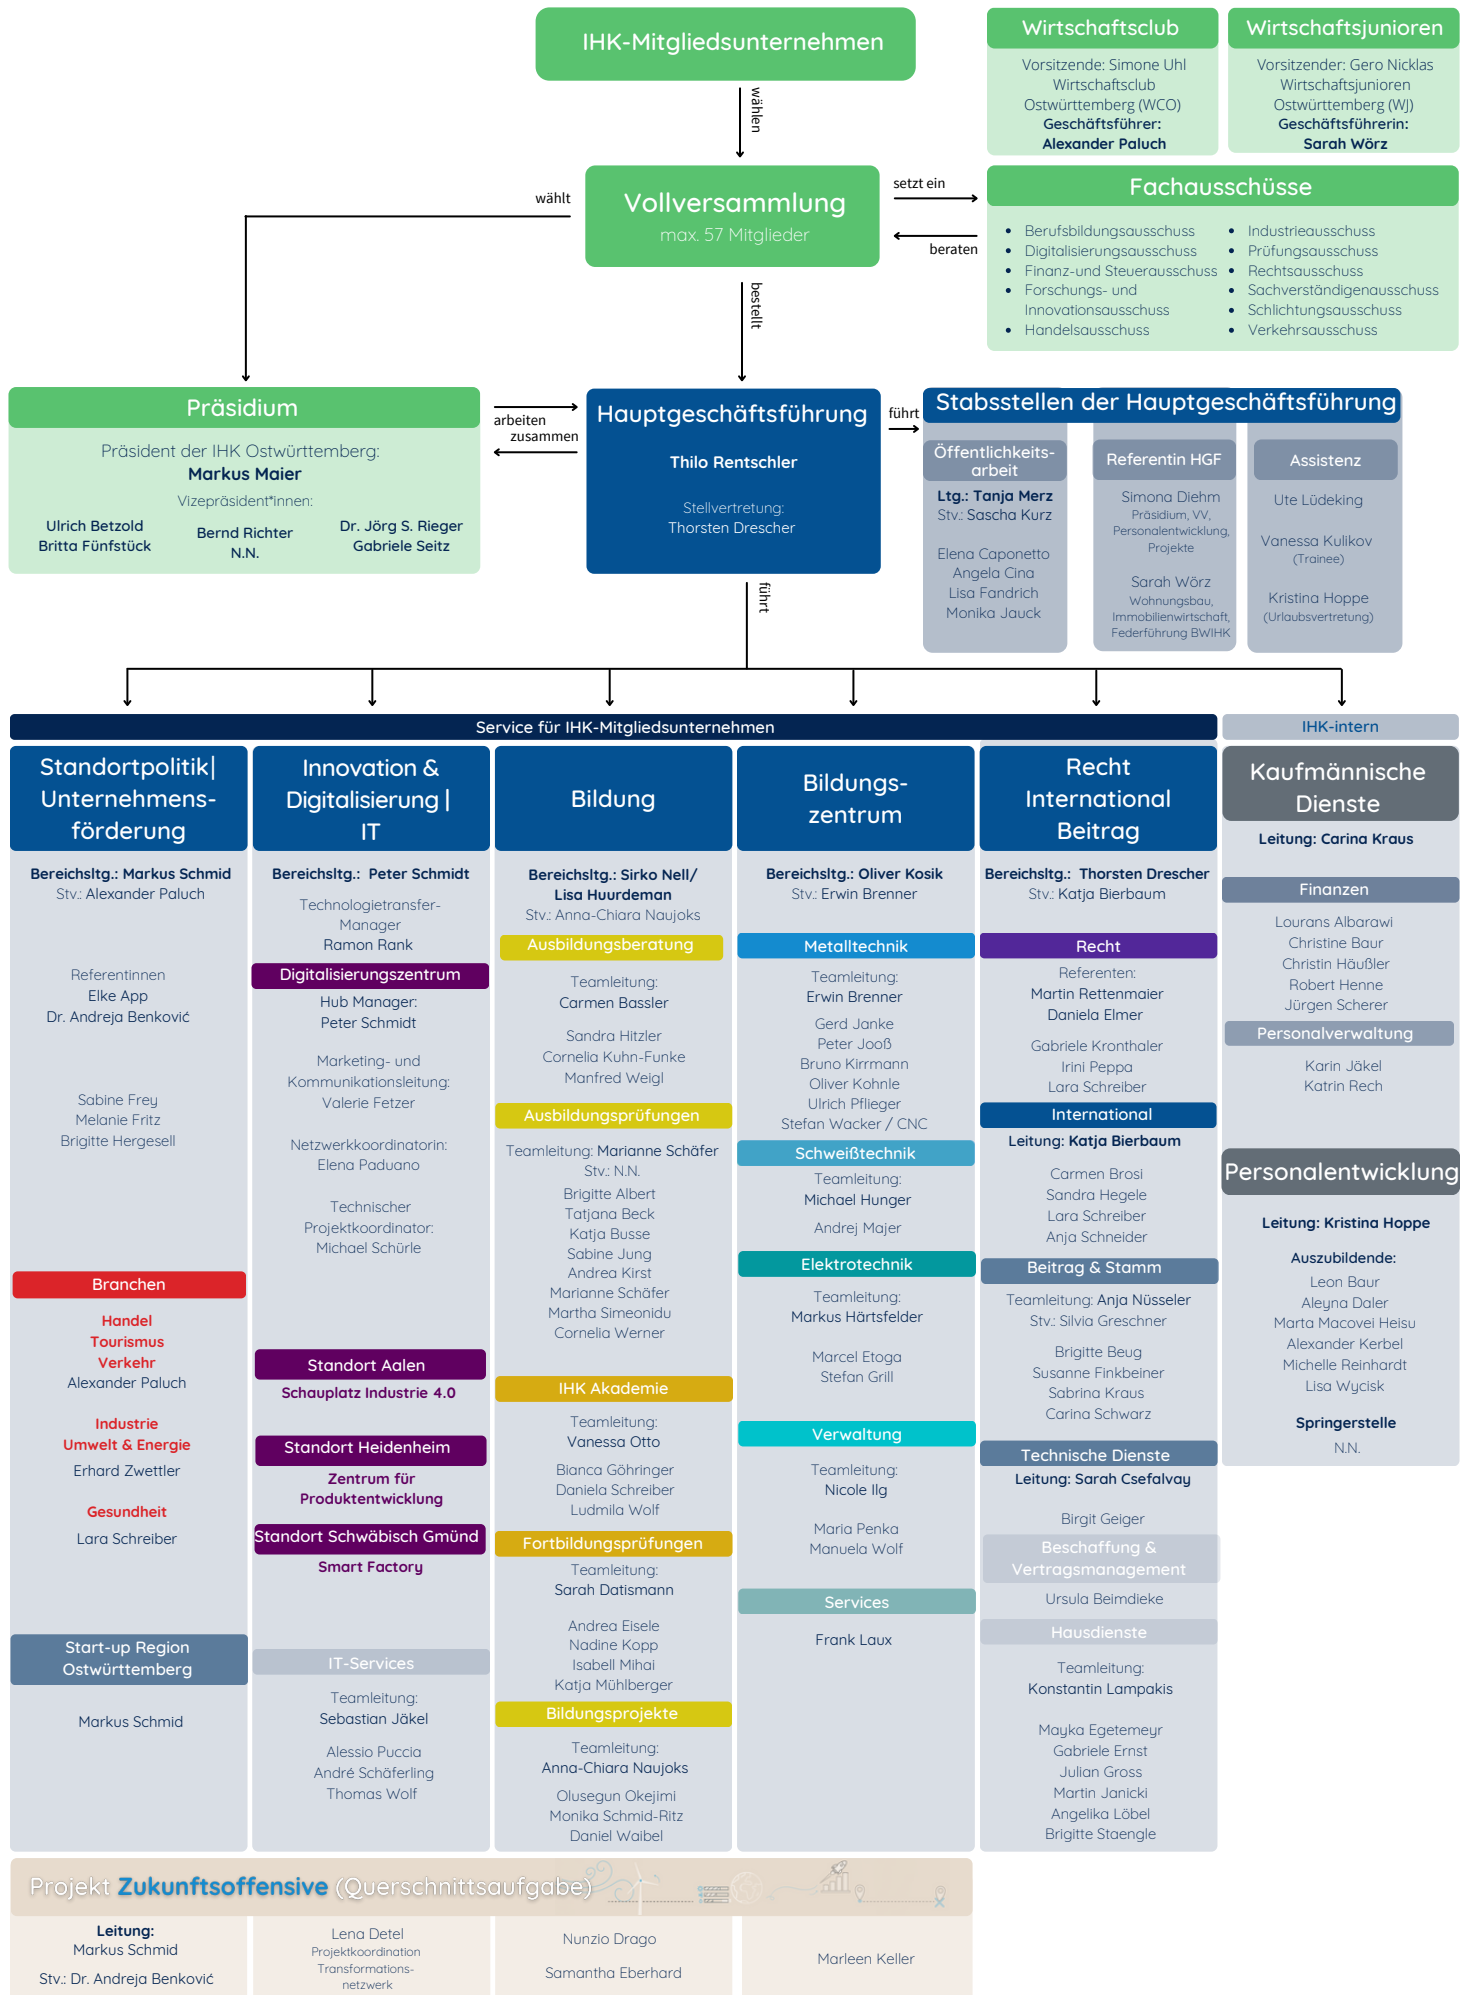 IHK-Mitgliedsunternehmen
wählen
Wirtschaftsclub
Vorsitzende: Simone Uhl
Wirtschaftsclub
Ostwürttemberg (WCO)
Geschäftsführer:
Alexander Paluch
Wirtschaftsjunioren
Vorsitzender: Gero Nicklas
Wirtschaftsjunioren
Ostwürttemberg (WJ)
Geschäftsführerin:
Sarah Wörz
wählt
Vollversammlung
max. 57 Mitglieder
setzt ein
beraten
bestellt
Fachausschüsse
• Berufsbildungsausschuss
• Digitalisierungsausschuss
• Finanz-und Steuerausschuss
• Forschungs- und
Innovationsausschuss
• Handelsausschuss
• Industrieausschuss
• Prüfungsausschuss
• Rechtsausschuss
• Sachverständigenausschuss
• Schlichtungsausschuss
• Verkehrsausschuss
Präsidium
Präsident der IHK Ostwürttemberg:
Markus Maier
Vizepräsident*innen:
Ulrich Betzold
Britta Fünfstück
Bernd Richter
N.N.
Dr. Jörg S. Rieger
Gabriele Seitz
arbeiten
zusammen
Hauptgeschäftsführung
Thilo Rentschler
Stellvertretung:
Thorsten Drescher
führt
führt
Stabsstellen der Hauptgeschäftsführung
Öffentlichkeits-
arbeit
Ltg.: Tanja Merz
Stv.: Sascha Kurz
Elena Caponetto
Angela Cina
Lisa Fandrich
Monika Jauck
Referentin HGF
Simona Diehm
Präsidium, VV,
Personalentwicklung,
Projekte
Sarah Wörz
Wohnungsbau,
Immobilienwirtschaft,
Federführung BWIHK
Assistenz
Ute Lüdeking
Vanessa Kulikov
(Trainee)
Kristina Hoppe
(Urlaubsvertretung)
Service für IHK-Mitgliedsunternehmen
IHK-intern
Standortpolitik|
Unternehmens-
förderung
Bereichsltg.: Markus Schmid
Stv.: Alexander Paluch
Referentinnen
Elke App
Dr. Andreja Benković
Sabine Frey
Melanie Fritz
Brigitte Hergesell
Branchen
Handel
Tourismus
Verkehr
Alexander Paluch
Industrie
Umwelt & Energie
Erhard Zwettler
Gesundheit
Lara Schreiber
Start-up Region
Ostwürttemberg
Markus Schmid
Innovation &
Digitalisierung |
IT
Bereichsltg.: Peter Schmidt
Technologietransfer-
Manager
Ramon Rank
Digitalisierungszentrum
Hub Manager:
Peter Schmidt
Marketing- und
Kommunikationsleitung:
Valerie Fetzer
Netzwerkkoordinatorin:
Elena Paduano
Technischer
Projektkoordinator:
Michael Schürle
Standort Aalen
Schauplatz Industrie 4.0
Standort Heidenheim
Zentrum für
Produktentwicklung
Standort Schwäbisch Gmünd
Smart Factory
IT-Services
Teamleitung:
Sebastian Jäkel
Alessio Puccia
André Schäferling
Thomas Wolf
Bildung
Bereichsltg.: Sirko Nell/
Lisa Huurdeman
Stv.: Anna-Chiara Naujoks
Ausbildungsberatung
Teamleitung:
Carmen Bassler
Sandra Hitzler
Cornelia Kuhn-Funke
Manfred Weigl
Ausbildungsprüfungen
Teamleitung: Marianne Schäfer
Stv.: N.N.
Brigitte Albert
Tatjana Beck
Katja Busse
Sabine Jung
Andrea Kirst
Marianne Schäfer
Martha Simeonidu
Cornelia Werner
IHK Akademie
Teamleitung:
Vanessa Otto
Bianca Göhringer
Daniela Schreiber
Ludmila Wolf
Fortbildungsprüfungen
Teamleitung:
Sarah Datismann
Andrea Eisele
Nadine Kopp
Isabell Mihai
Katja Mühlberger
Bildungsprojekte
Teamleitung:
Anna-Chiara Naujoks
Olusegun Okejimi
Monika Schmid-Ritz
Daniel Waibel
Bildungs-
zentrum
Bereichsltg.: Oliver Kosik
Stv.: Erwin Brenner
Metalltechnik
Teamleitung:
Erwin Brenner
Gerd Janke
Peter Jooß
Bruno Kirrmann
Oliver Kohnle
Ulrich Pflieger
Stefan Wacker / CNC
Schweißtechnik
Teamleitung:
Michael Hunger
Andrej Majer
Elektrotechnik
Teamleitung:
Markus Härtsfelder
Marcel Etoga
Stefan Grill
Verwaltung
Teamleitung:
Nicole Ilg
Maria Penka
Manuela Wolf
Services
Frank Laux
Recht
International
Beitrag
Bereichsltg.: Thorsten Drescher
Stv.: Katja Bierbaum
Recht
Referenten:
Martin Rettenmaier
Daniela Elmer
Gabriele Kronthaler
Irini Peppa
Lara Schreiber
International
Leitung: Katja Bierbaum
Carmen Brosi
Sandra Hegele
Lara Schreiber
Anja Schneider
Beitrag & Stamm
Teamleitung: Anja Nüsseler
Stv.: Silvia Greschner
Brigitte Beug
Susanne Finkbeiner
Sabrina Kraus
Carina Schwarz
Technische Dienste
Leitung: Sarah Csefalvay
Birgit Geiger
Beschaffung &
Vertragsmanagement
Ursula Beimdieke
Hausdienste
Teamleitung:
Konstantin Lampakis
Mayka Egetemeyr
Gabriele Ernst
Julian Gross
Martin Janicki
Angelika Löbel
Brigitte Staengle
Kaufmännische
Dienste
Leitung: Carina Kraus
Finanzen
Lourans Albarawi
Christine Baur
Christin Häußler
Robert Henne
Jürgen Scherer
Personalverwaltung
Karin Jäkel
Katrin Rech
Personalentwicklung
Leitung: Kristina Hoppe
Auszubildende:
Leon Baur
Aleyna Daler
Marta Macovei Heisu
Alexander Kerbel
Michelle Reinhardt
Lisa Wycisk
Springerstelle
N.N.
Projekt Zukunftsoffensive (Querschnittsaufgabe)
Leitung:
Markus Schmid
Stv.: Dr. Andreja Benković
Lena Detel
Projektkoordination
Transformations-
netzwerk
Nunzio Drago
Samantha Eberhard
Marleen Keller